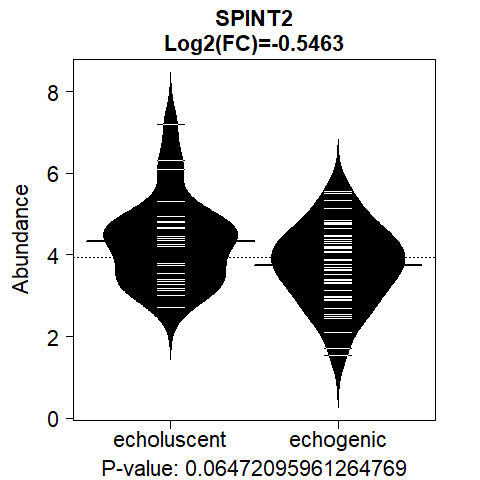 SPINT2
Log2(FC)=-0.5463
Abundance
8
6
4
2
0
echoluscent echogenic
P-value: 0.06472095961264769